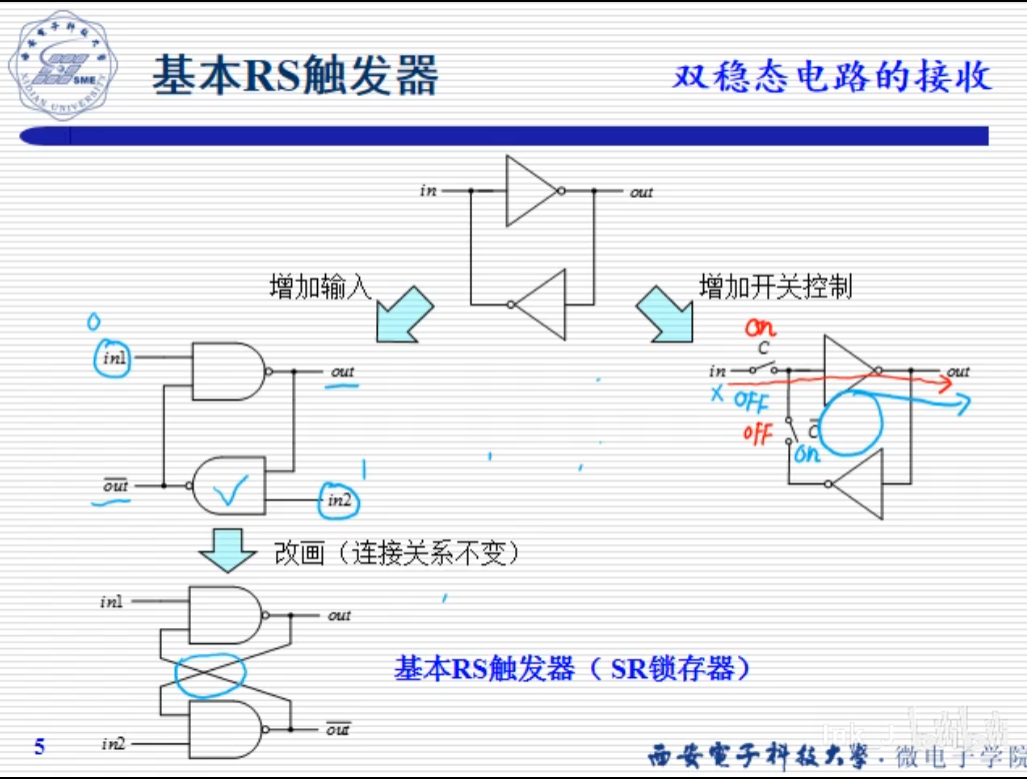 基本RS触发器
双稳态电路的接收
SME
XIDIAN UNIVERSITY
in
out
增加输入
增加开关控制
0
in1
out
out
1
in2
on
C
in
out
x
OFF
OFF
C
on
改画（连接关系不变）
in1
out
基本RS触发器（ SR锁存器）
in2
out
5
西安电子科技大学 · 微电子学院